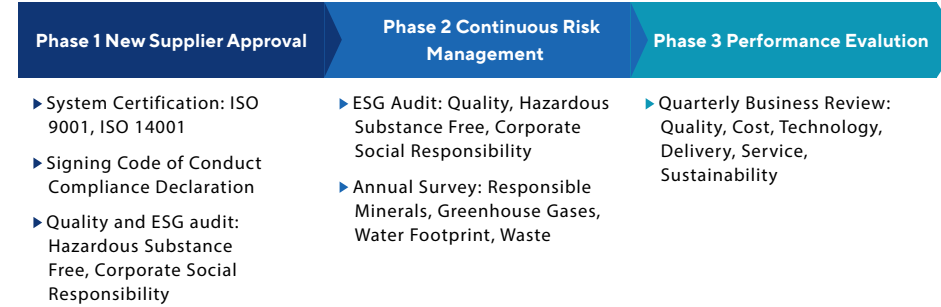 Phase 1 New Supplier Approval
Phase 2 Continuous Risk
Management
Phase 3 Performance Evalution
System Certification: ISO
9001, ISO 14001
Signing Code of Conduct
Compliance Declaration
Quality and ESG audit:
Hazardous Substance
Free, Corporate Social
Responsibility
ESG Audit: Quality, Hazardous
Substance Free, Corporate
Social Responsibility
Annual Survey: Responsible
Minerals, Greenhouse Gases,
Water Footprint, Waste
Quarterly Business Review:
Quality, Cost, Technology,
Delivery, Service,
Sustainability